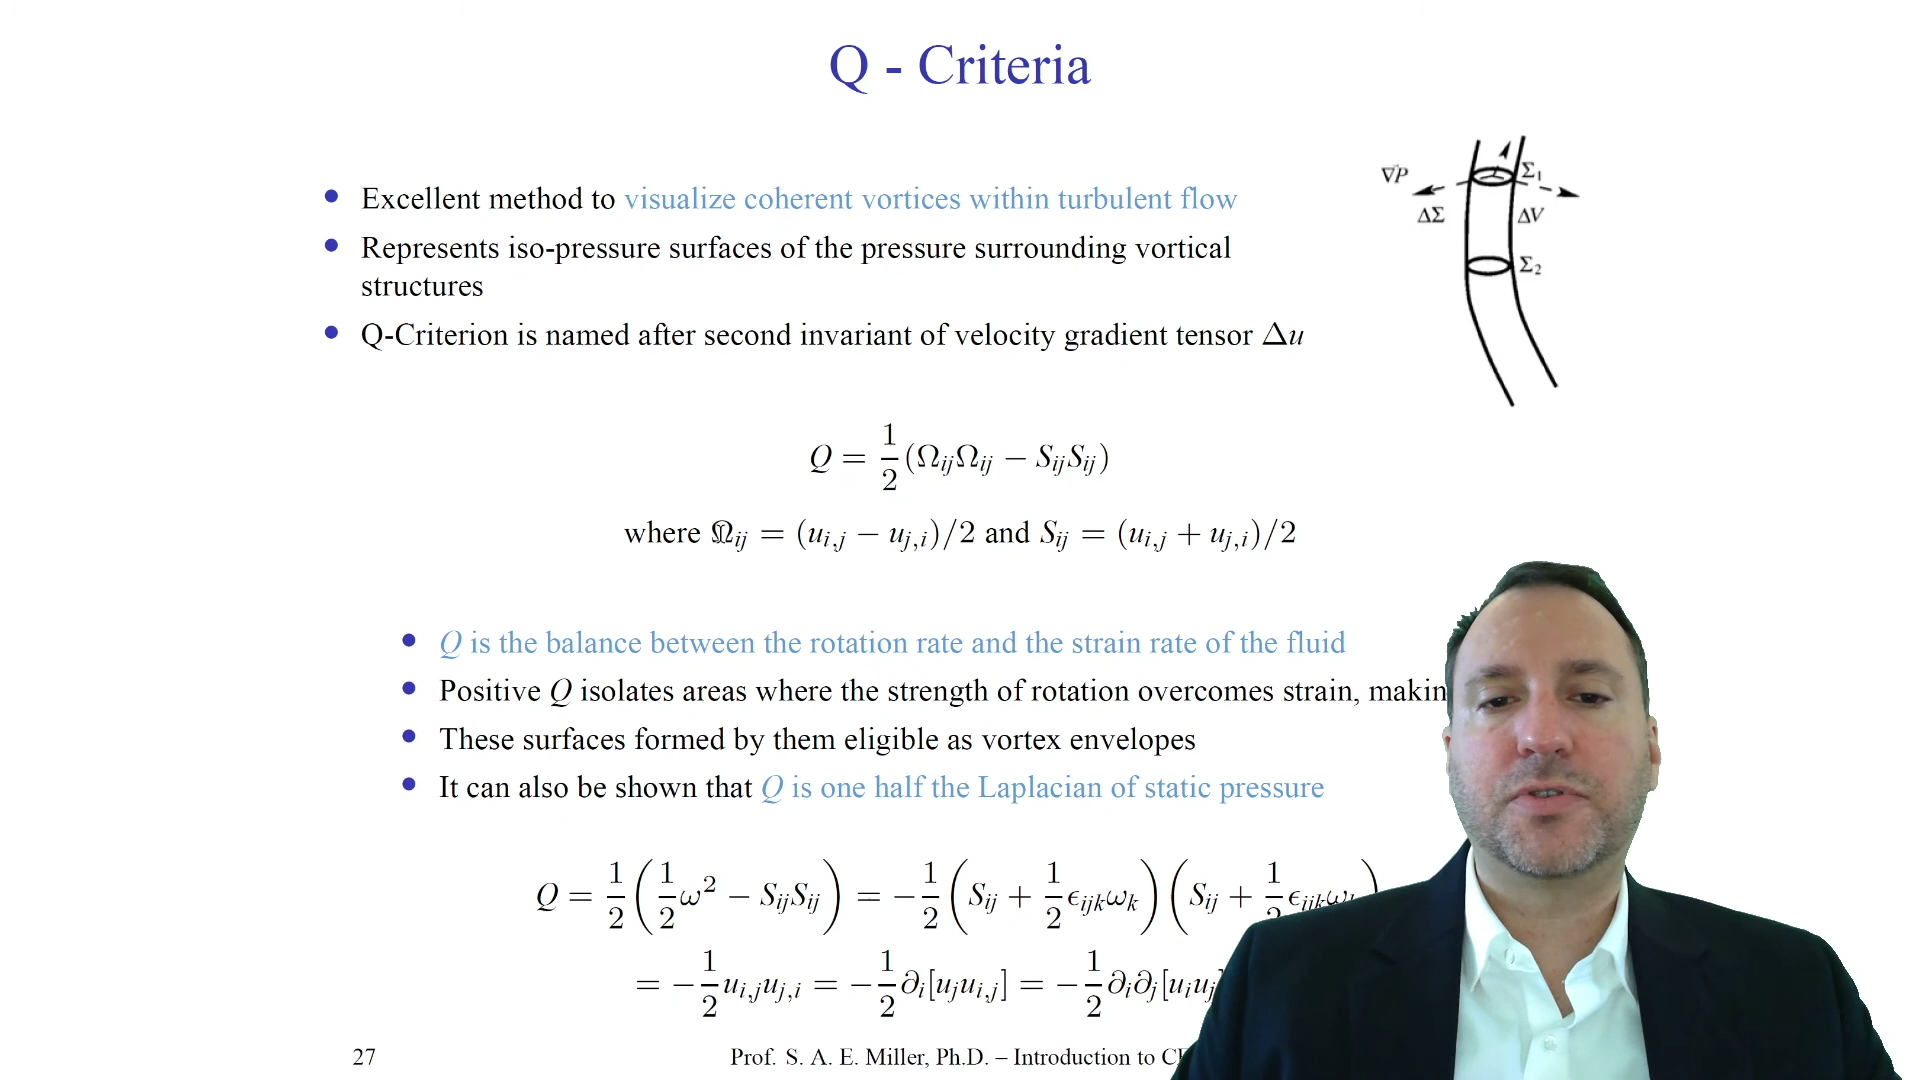 Q - Criteria
Excellent method to visualize coherent vortices within turbulent flow
Represents iso-pressure surfaces of the pressure surrounding vortical
structures
Q-Criterion is named after second invariant of velocity gradient tensor Δu
∇P
Σ₁
ΔΣ
ΔV
Σ₂
Q = 1/2 (Ω_ij Ω_ij − S_ij S_ij)
where Ω_ij = (u_i,j − u_j,i)/2 and S_ij = (u_i,j + u_j,i)/2
Q is the balance between the rotation rate and the strain rate of the fluid
Positive Q isolates areas where the strength of rotation overcomes strain, makin
These surfaces formed by them eligible as vortex envelopes
It can also be shown that Q is one half the Laplacian of static pressure
Q = 1/2 (1/2 ω² − S_ij S_ij) = −1/2 (S_ij + 1/2 ϵ_ijk ω_k) (S_ij + 1/2 ϵ_ijk ω
= −1/2 u_i,j u_j,i = −1/2 ∂_i[u_j u_i,j] = −1/2 ∂_i ∂_j [u_i u_j
27
Prof. S. A. E. Miller, Ph.D. – Introduction to